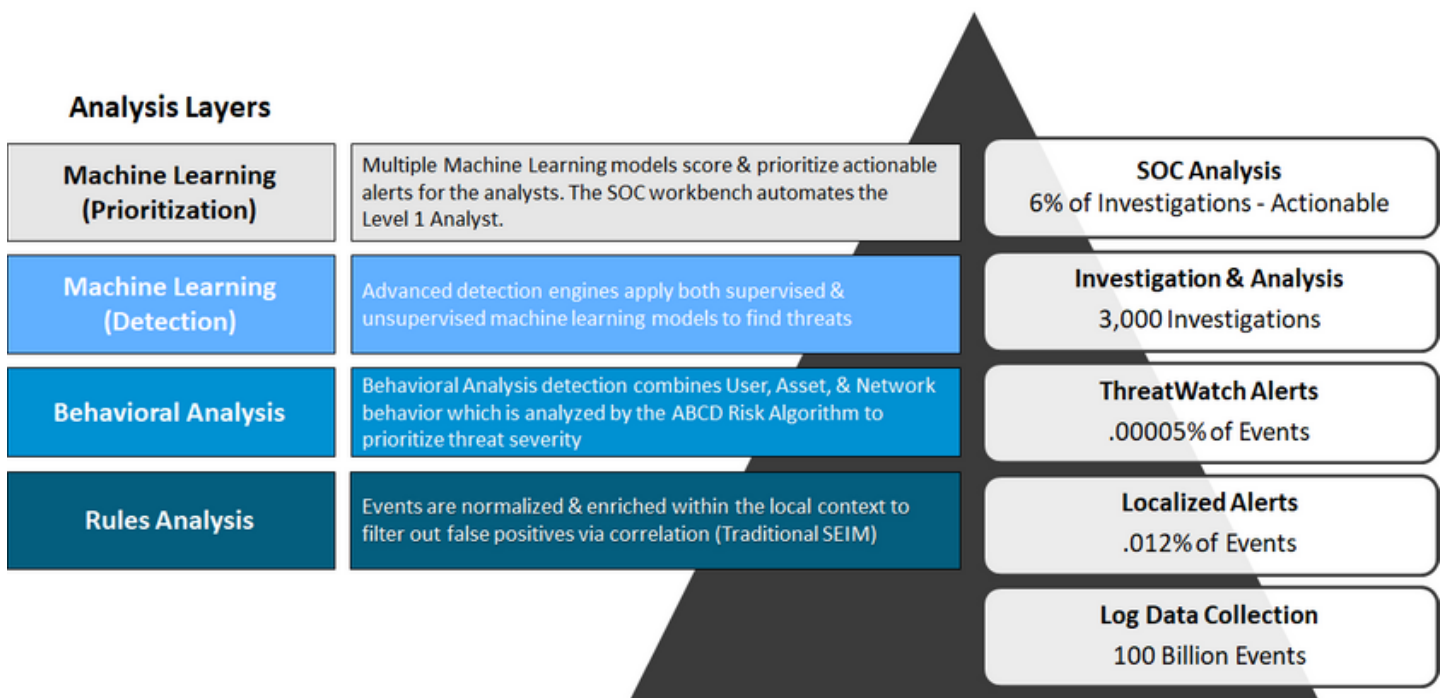 Analysis Layers
Machine Learning
(Prioritization)
Multiple Machine Learning models score & prioritize actionable
alerts for the analysts. The SOC workbench automates the
Level 1 Analyst.
SOC Analysis
6% of Investigations - Actionable
Machine Learning
(Detection)
Advanced detection engines apply both supervised &
unsupervised machine learning models to find threats
Investigation & Analysis
3,000 Investigations
Behavioral Analysis
Behavioral Analysis detection combines User, Asset, & Network
behavior which is analyzed by the ABCD Risk Algorithm to
prioritize threat severity
ThreatWatch Alerts
.00005% of Events
Rules Analysis
Events are normalized & enriched within the local context to
filter out false positives via correlation (Traditional SEIM)
Localized Alerts
.012% of Events
Log Data Collection
100 Billion Events